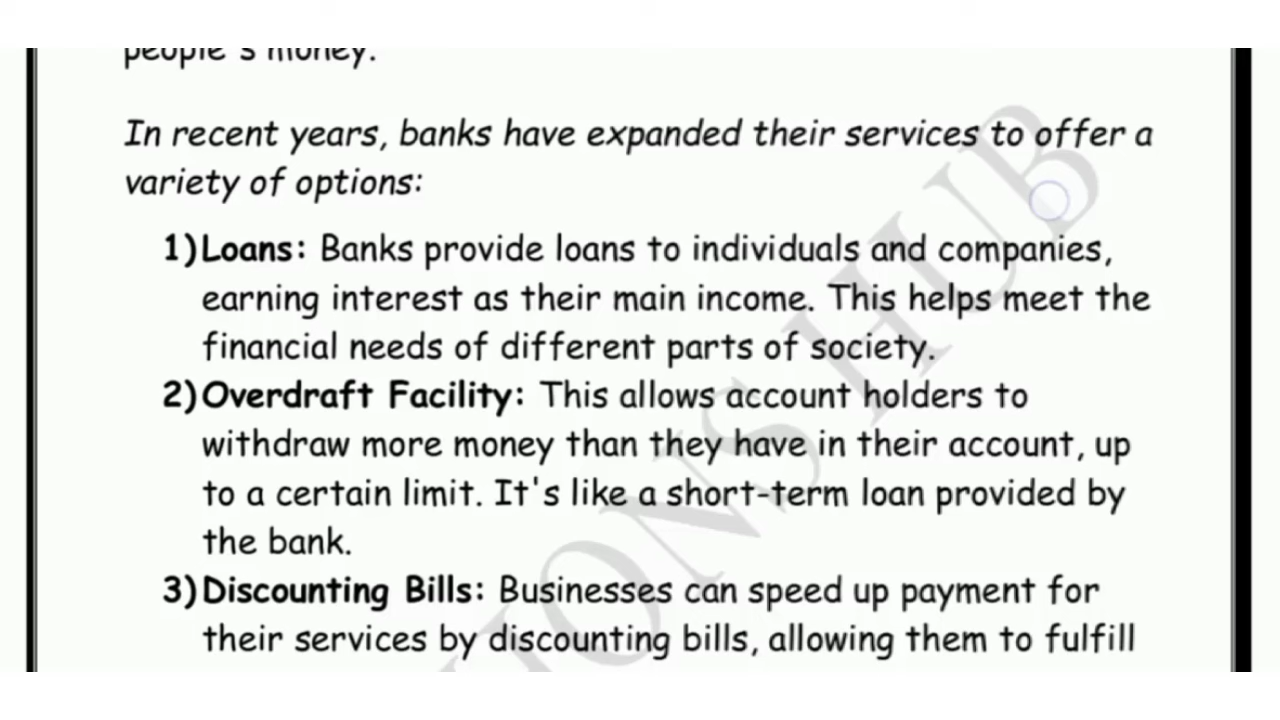 people's money.
In recent years, banks have expanded their services to offer a
variety of options:
1) Loans: Banks provide loans to individuals and companies,
earning interest as their main income. This helps meet the
financial needs of different parts of society.
2) Overdraft Facility: This allows account holders to
withdraw more money than they have in their account, up
to a certain limit. It's like a short-term loan provided by
the bank.
3) Discounting Bills: Businesses can speed up payment for
their services by discounting bills, allowing them to fulfill
IONS HUB